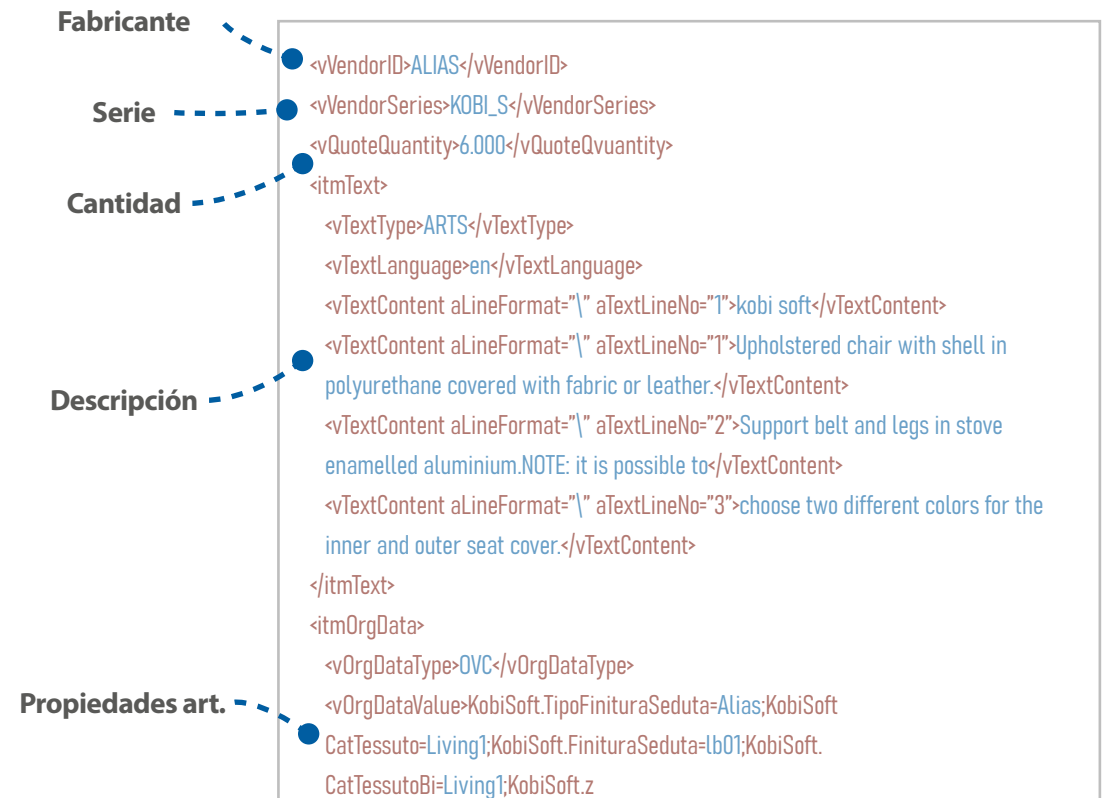 Fabricante
<vVendorID>ALIAS</vVendorID>
Serie
<vVendorSeries>KOBI_S</vVendorSeries>
<vQuoteQuantity>6.000</vQuoteQvuantity>
Cantidad
<itmText>
<vTextType>ARTS</vTextType>
<vTextLanguage>en</vTextLanguage>
<vTextContent aLineFormat="\" aTextLineNo="1">kobi soft</vTextContent>
<vTextContent aLineFormat="\" aTextLineNo="1">Upholstered chair with shell in
polyurethane covered with fabric or leather.</vTextContent>
Descripción
<vTextContent aLineFormat="\" aTextLineNo="2">Support belt and legs in stove
enamelled aluminium.NOTE: it is possible to</vTextContent>
<vTextContent aLineFormat="\" aTextLineNo="3">choose two different colors for the
inner and outer seat cover.</vTextContent>
</itmText>
<itmOrgData>
<vOrgDataType>OVC</vOrgDataType>
Propiedades art.
<vOrgDataValue>KobiSoft.TipoFinituraSeduta=Alias;KobiSoft
CatTessuto=Living1;KobiSoft.FinituraSeduta=lb01;KobiSoft.
CatTessutoBi=Living1;KobiSoft.z